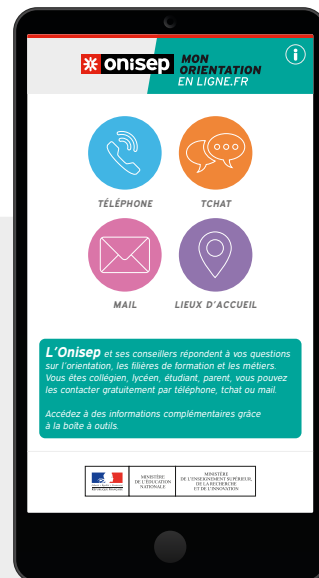 onisep MON
ORIENTATION
EN LIGNE.FR
i
TÉLÉPHONE
TCHAT
MAIL
LIEUX D'ACCUEIL
L'Onisep et ses conseillers répondent à vos questions
sur l'orientation, les filières de formation et les métiers.
Vous êtes collégien, lycéen, étudiant, parent, vous pouvez
les contacter gratuitement par téléphone, tchat ou mail.
Accédez à des informations complémentaires grâce
à la boîte à outils.
MINISTÈRE
DE L'ÉDUCATION
NATIONALE
MINISTÈRE
DE L'ENSEIGNEMENT SUPÉRIEUR,
DE LA RECHERCHE
ET DE L'INNOVATION